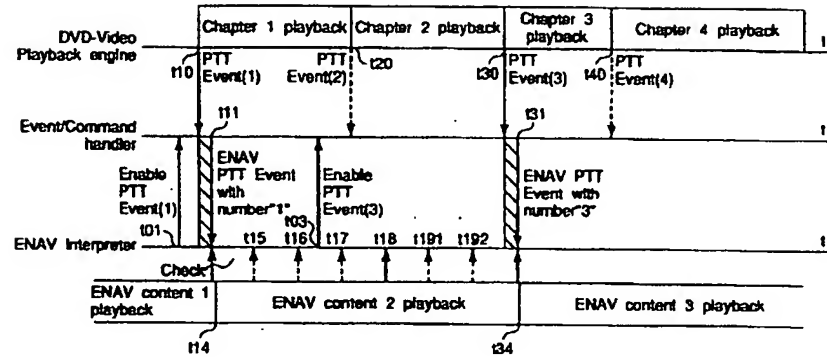 Chapter 1 playback
Chapter 2 playback
Chapter 3
playback
Chapter 4 playback
DVD-Video
Playback engine
t
t10
PTT
Event(1)
PTT
Event(2)
t20
t30
PTT
Event(3)
t40
PTT
Event(4)
t11
t31
Event/Command
handler
t
Enable
PTT
Event(1)
t01
ENAV
PTT Event
with
number"1"
t03
Enable
PTT
Event(3)
ENAV PTT
Event with
number"3"
ENAV Interpreter
t15
t16
t17
t18
t191
t192
t
Check
ENAV content 1
playback
ENAV content 2 playback
ENAV content 3 playback
t14
t34